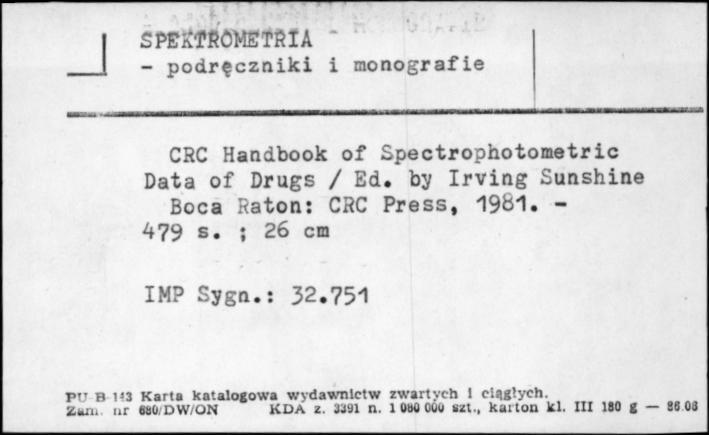 SPEKTROMETRIA
- podręczniki i monografie
CRC Handbook of Spectrophotometric
Data of Drugs / Ed. by Irving Sunshine
Boca Raton: CRC Press, 1981. -
479 s. ; 26 cm
IMP Sygn.: 32.751
PU-B-143 Karta katalogowa wydawnictw zwartych i ciągłych.
Zam. nr 680/DW/ON KDA z. 3391 n. 1 080 000 szt., karton kl. III 180 g — 86.08